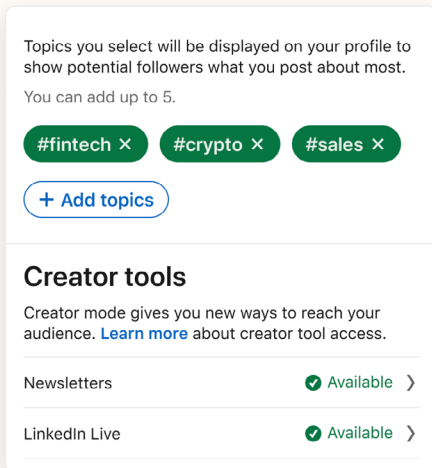 Topics you select will be displayed on your profile to
show potential followers what you post about most.
You can add up to 5.
#fintech × #crypto × #sales ×
+ Add topics
Creator tools
Creator mode gives you new ways to reach your
audience. Learn more about creator tool access.
Newsletters Available
LinkedIn Live Available